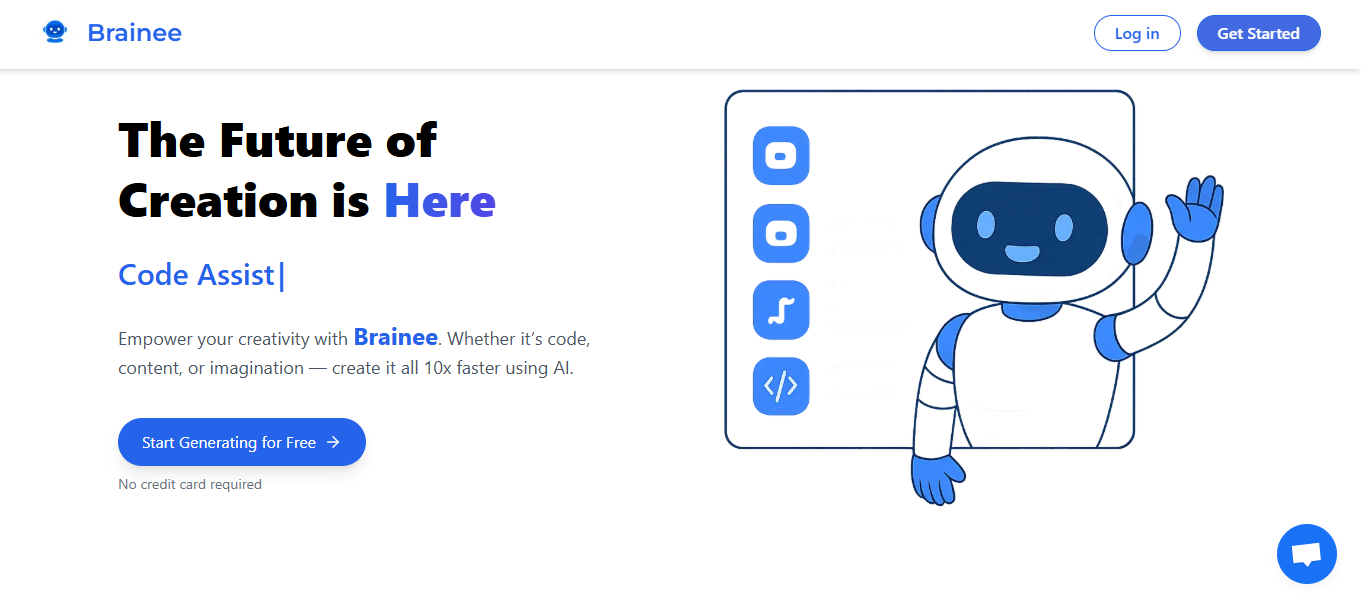 Brainee
Log in
Get Started
The Future of
Creation is Here
Code Assist|
Empower your creativity with Brainee. Whether it’s code,
content, or imagination — create it all 10x faster using AI.
Start Generating for Free →
No credit card required